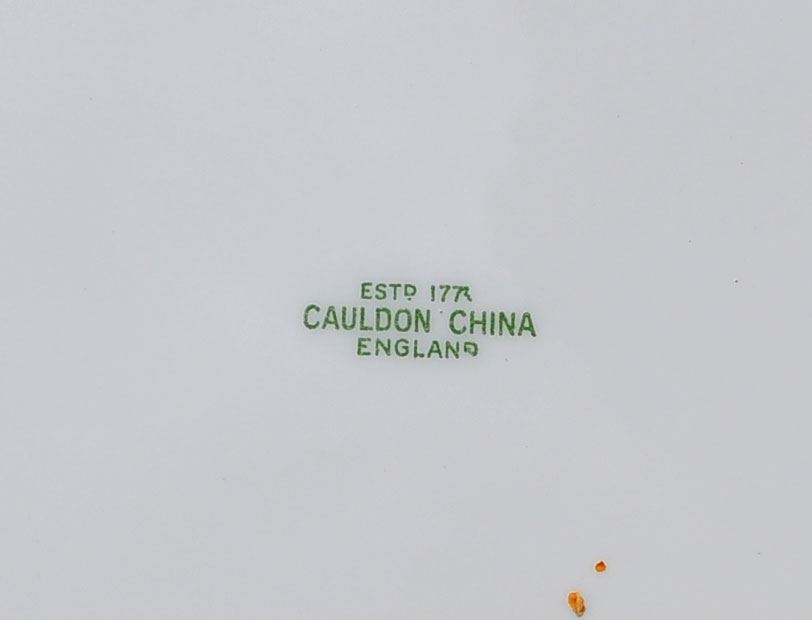 ESTD 1774
CAULDON CHINA
ENGLAND